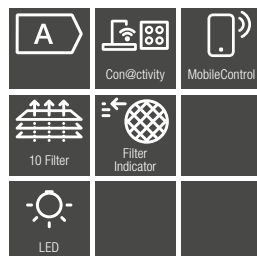 A
Con@ctivity
MobileControl
10 Filter
Filter
Indicator
LED